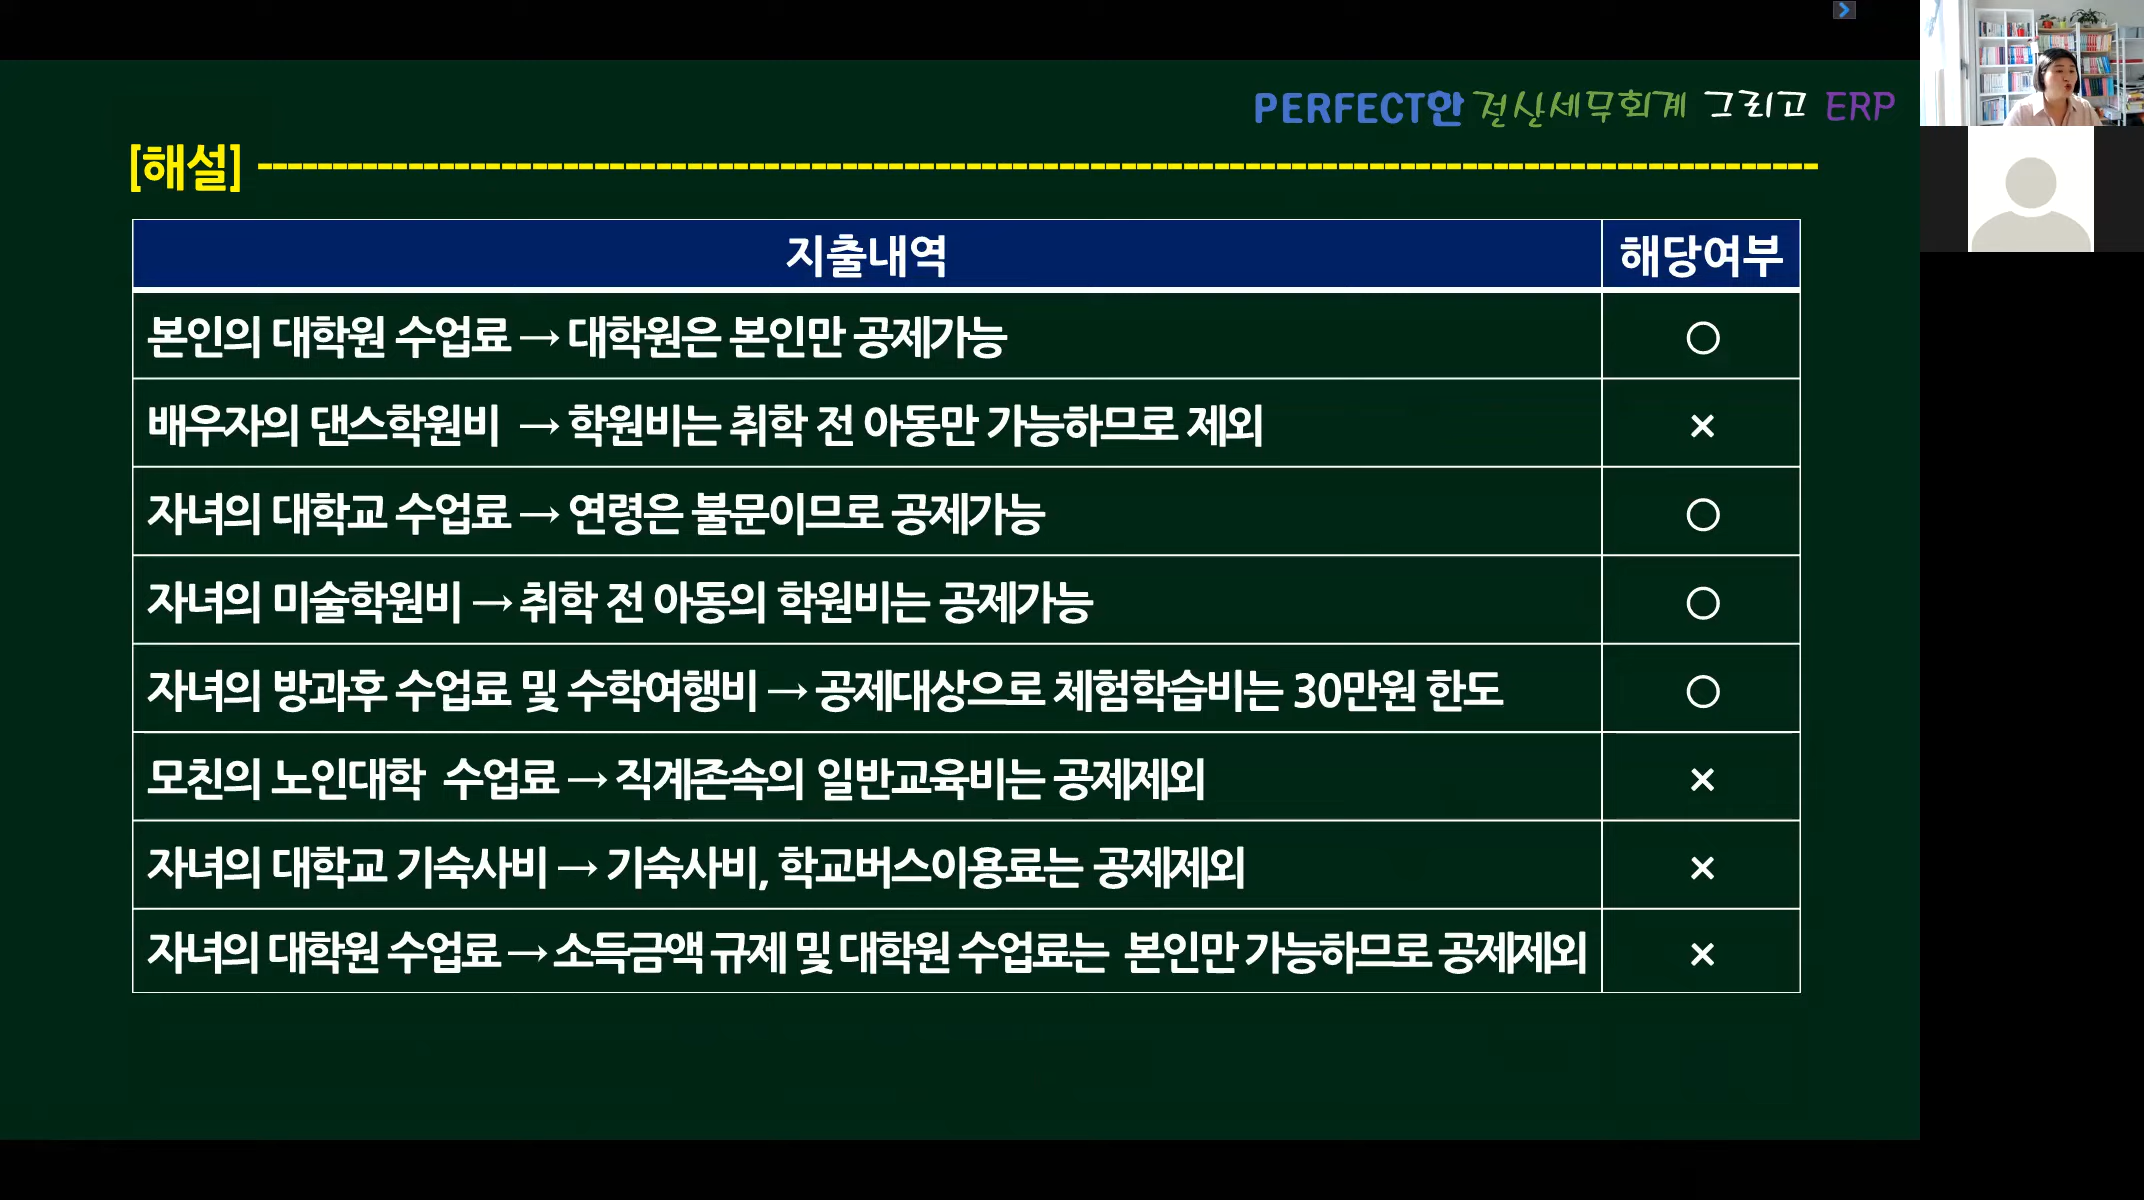 PERFECT한 전산세무회계 그리고 ERP
[해설] ------------------------------------------------------------------------------------------
지출내역 해당여부
본인의 대학원 수업료 → 대학원은 본인만 공제가능 ○
배우자의 댄스학원비 → 학원비는 취학 전 아동만 가능하므로 제외 ×
자녀의 대학교 수업료 → 연령은 불문이므로 공제가능 ○
자녀의 미술학원비 → 취학 전 아동의 학원비는 공제가능 ○
자녀의 방과후 수업료 및 수학여행비 → 공제대상으로 체험학습비는 30만원 한도 ○
모친의 노인대학 수업료 → 직계존속의 일반교육비는 공제제외 ×
자녀의 대학교 기숙사비 → 기숙사비, 학교버스이용료는 공제제외 ×
자녀의 대학원 수업료 → 소득금액 규제 및 대학원 수업료는 본인만 가능하므로 공제제외 ×